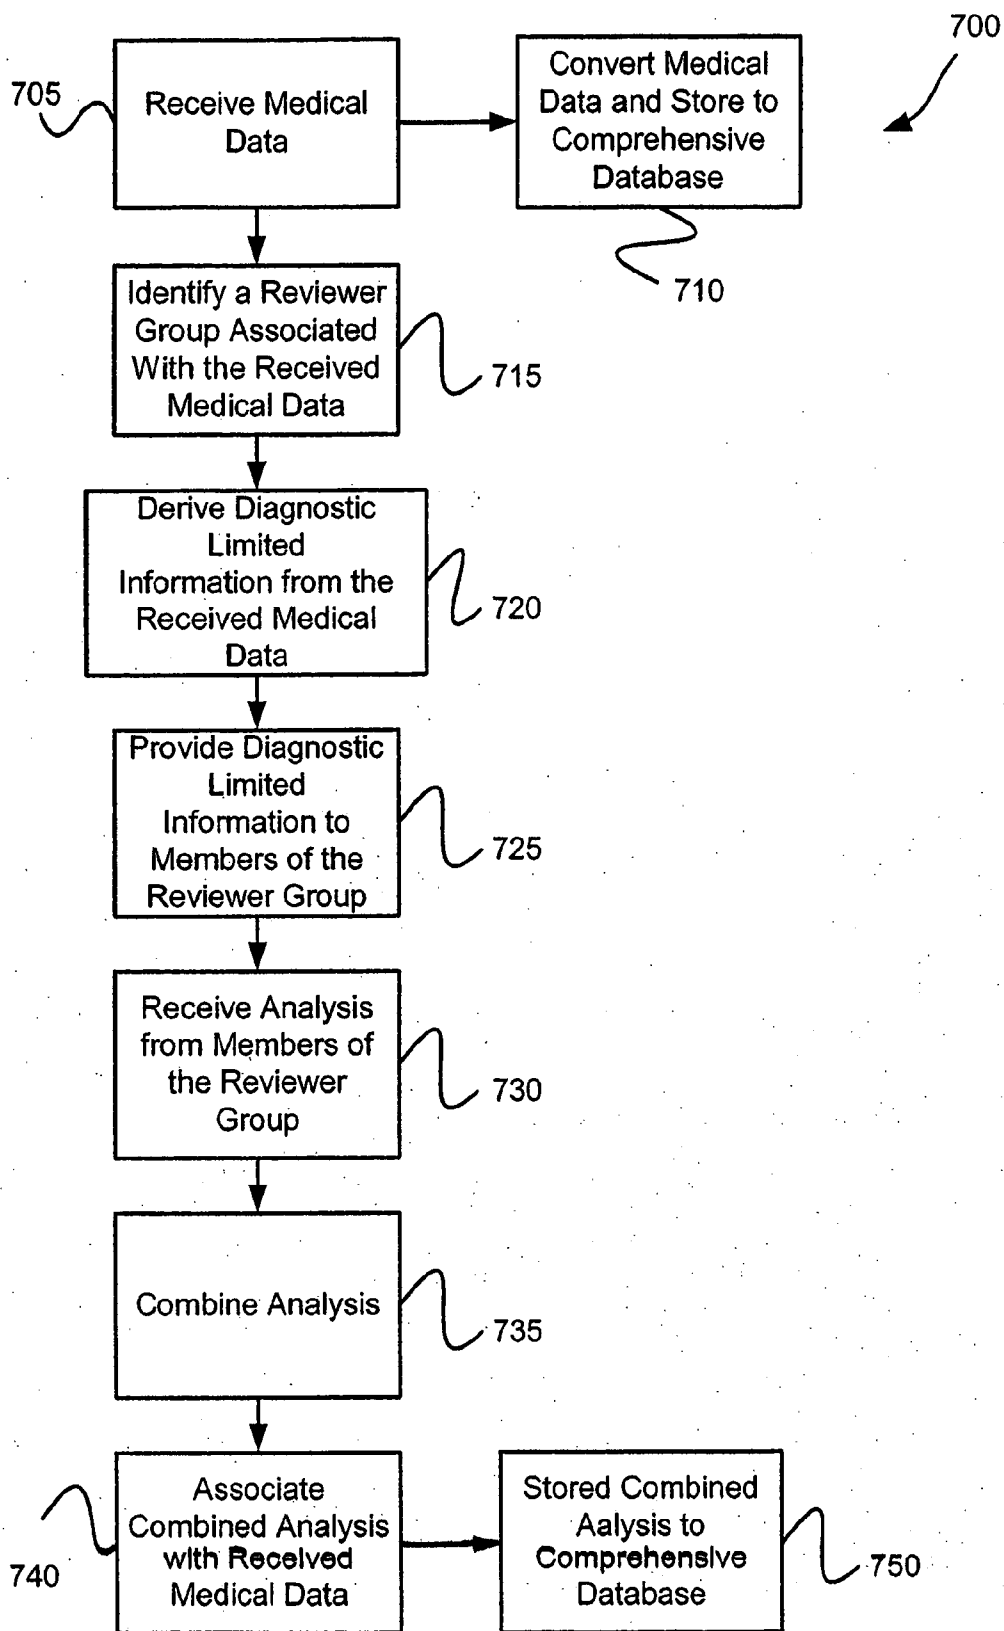 700
705
Receive Medical
Data
Convert Medical
Data and Store to
Comprehensive
Database
710
Identify a Reviewer
Group Associated
With the Received
Medical Data
715
Derive Diagnostic
Limited
Information from the
Received Medical
Data
720
Provide Diagnostic
Limited
Information to
Members of the
Reviewer Group
725
Receive Analysis
from Members of
the Reviewer
Group
730
Combine Analysis
735
Associate
Combined Analysis
with Received
Medical Data
740
Stored Combined
Aalysis to
Comprehensive
Database
750